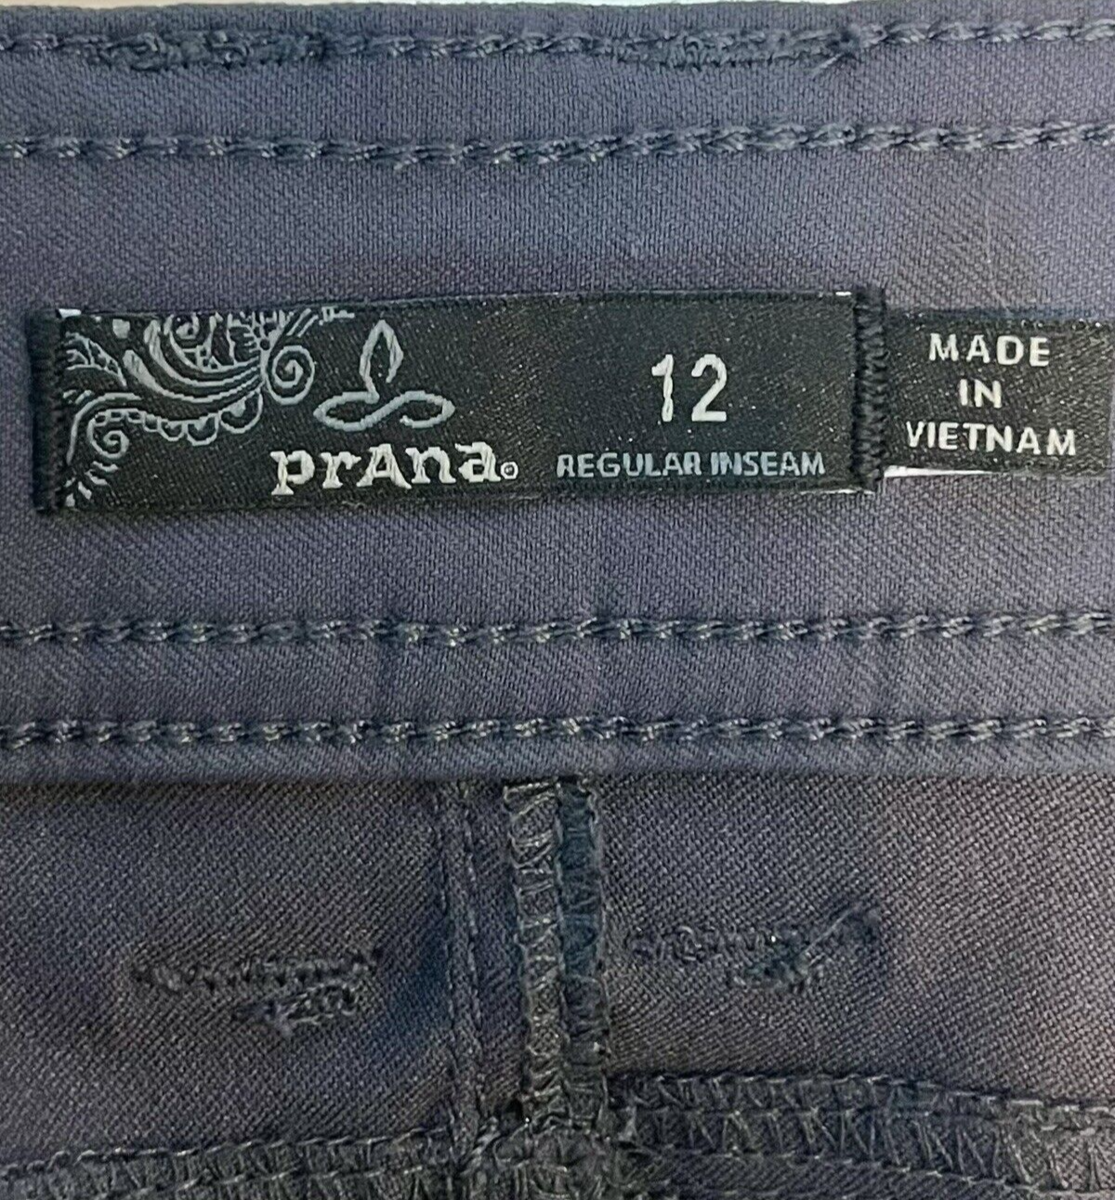 prAna
12
REGULAR INSEAM
MADE
IN
VIETNAM